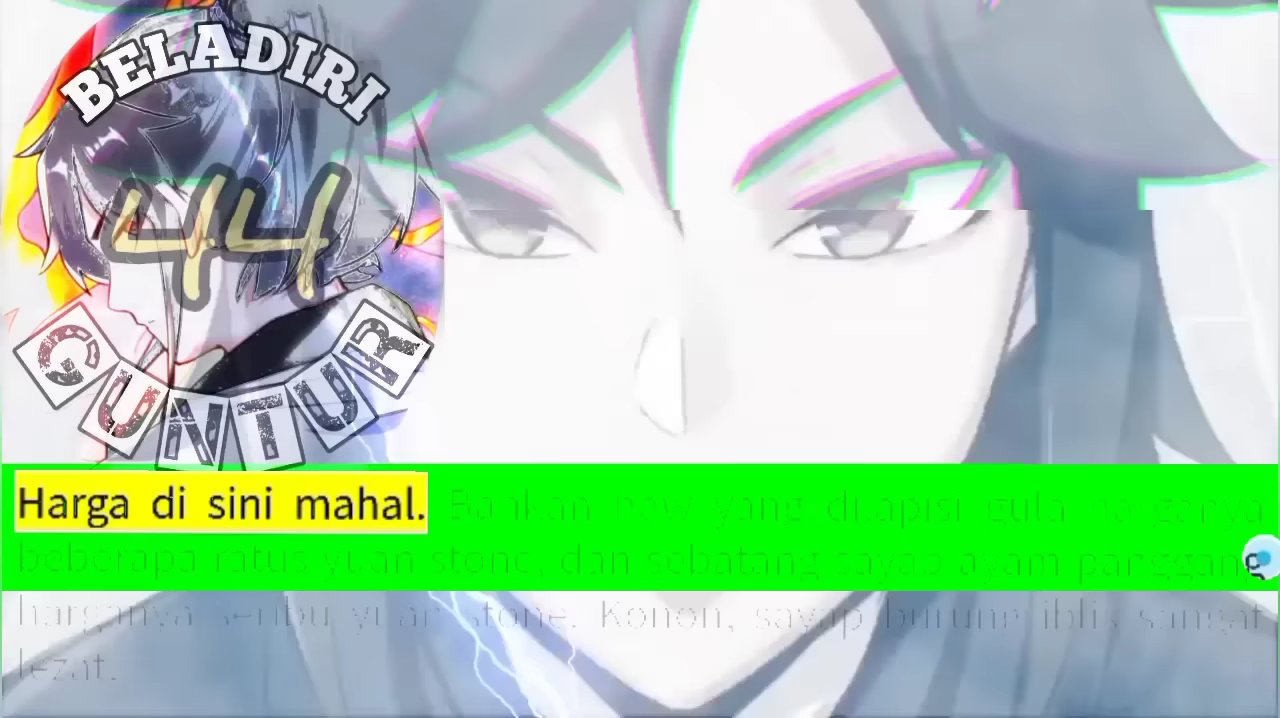 BELADIRI
44
GUNTUR
Harga di sini mahal. Bahkan haw yang dilapisi gula harganya
beberapa ratus yuan stone, dan sebatang sayap ayam panggang
harganya seribu yuan stone. Konon, sayap burung iblis sangat
lezat.